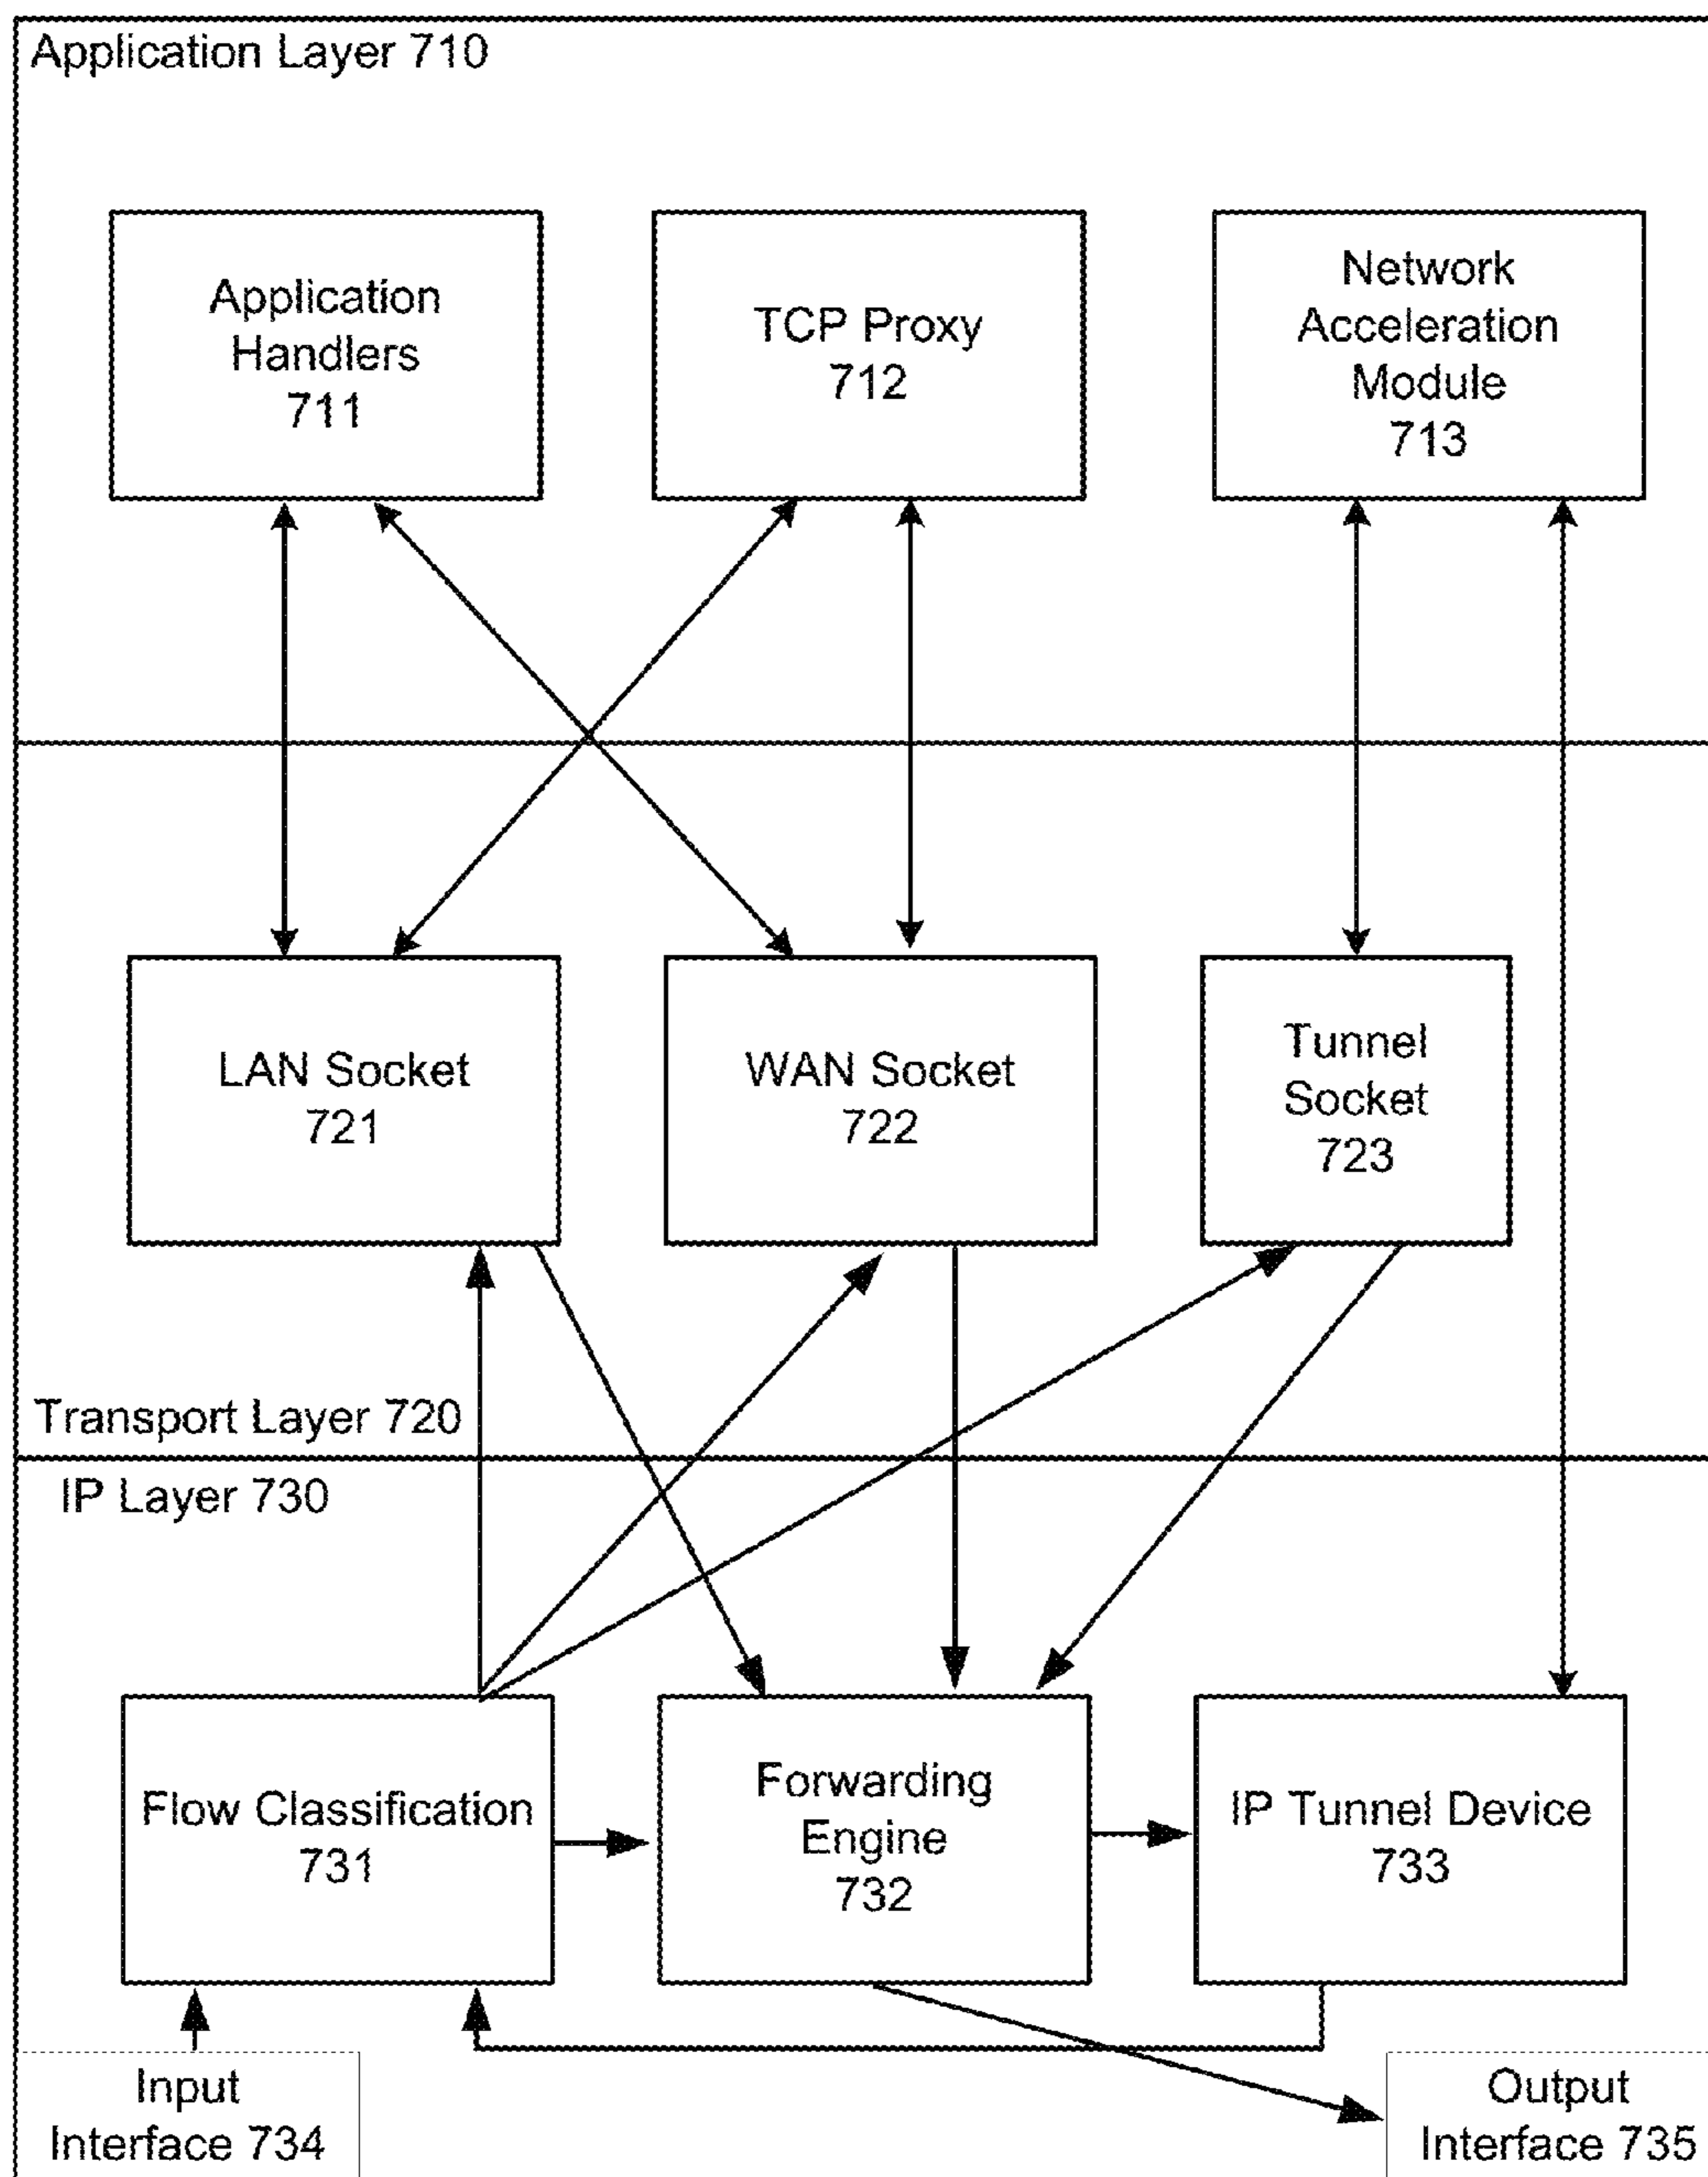 Application Layer 710
Application
Handlers
711
TCP Proxy
712
Network
Acceleration
Module
713
LAN Socket
721
WAN Socket
722
Tunnel
Socket
723
Transport Layer 720
IP Layer 730
Flow Classification
731
Forwarding
Engine
732
IP Tunnel Device
733
Input
Interface 734
Output
Interface 735